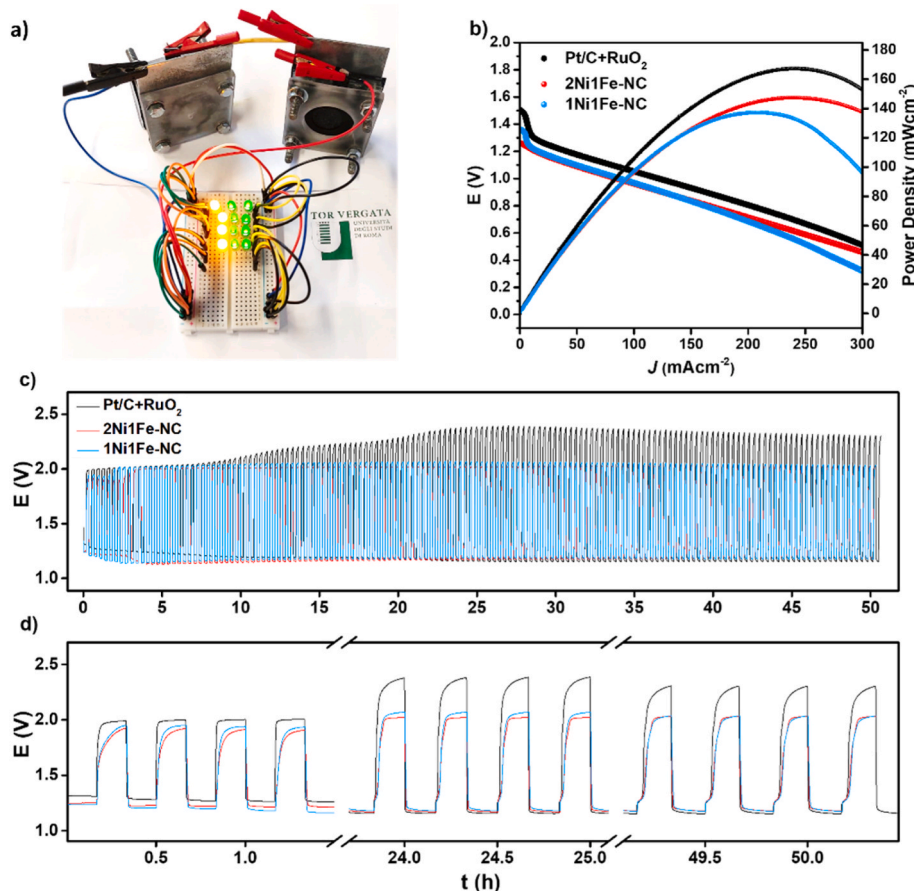 a)
TOR VERGATA
UNIVERSITÀ
DEGLI STUDI
DI ROMA
b)
Pt/C+RuO₂
2Ni1Fe-NC
1Ni1Fe-NC
E (V)
2.0
1.8
1.6
1.4
1.2
1.0
0.8
0.6
0.4
0.2
0.0
0 50 100 150 200 250 300
J (mAcm⁻²)
180
160
140
120
100
80
60
40
20
0
Power Density (mWcm⁻²)
c)
Pt/C+RuO₂
2Ni1Fe-NC
1Ni1Fe-NC
E (V)
2.5
2.0
1.5
1.0
0 5 10 15 20 25 30 35 40 45 50
d)
E (V)
2.5
2.0
1.5
1.0
0.5 1.0 24.0 24.5 25.0 49.5 50.0
t (h)